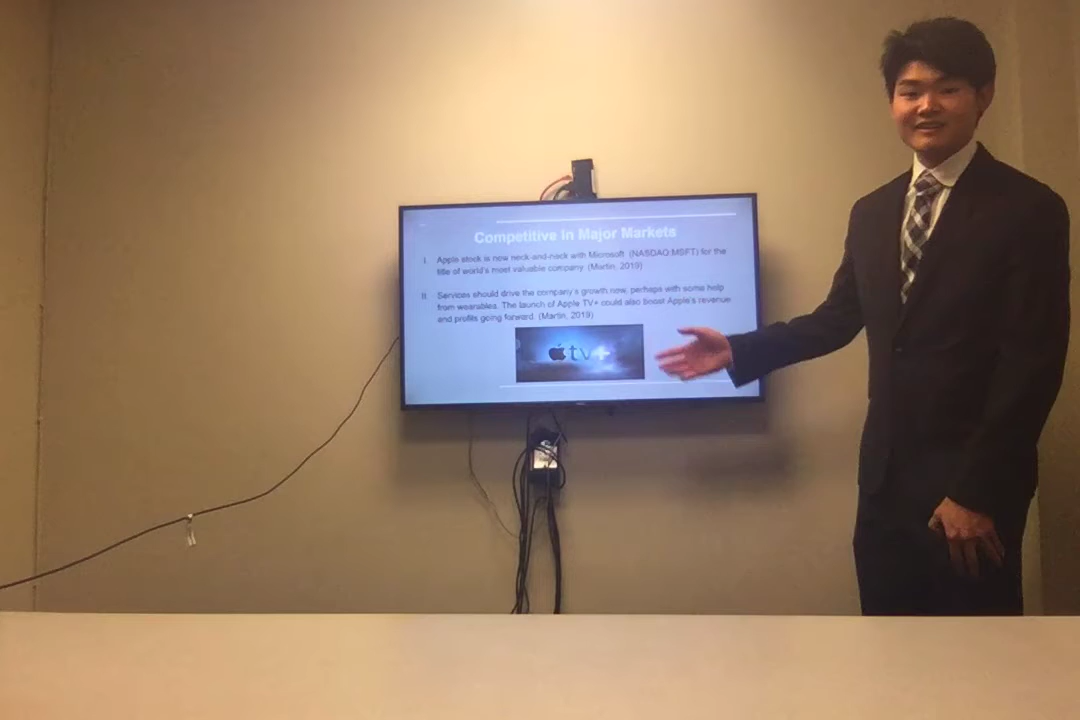 Competitive in Major Markets
I. Apple stock is now neck-and-neck with Microsoft (NASDAQ:MSFT) for the
title of world's most valuable company. (Martin, 2019)
II. Services should drive the company's growth now, perhaps with some help
from wearables. The launch of Apple TV+ could also boost Apple's revenue
and profits going forward. (Martin, 2019)
tv+